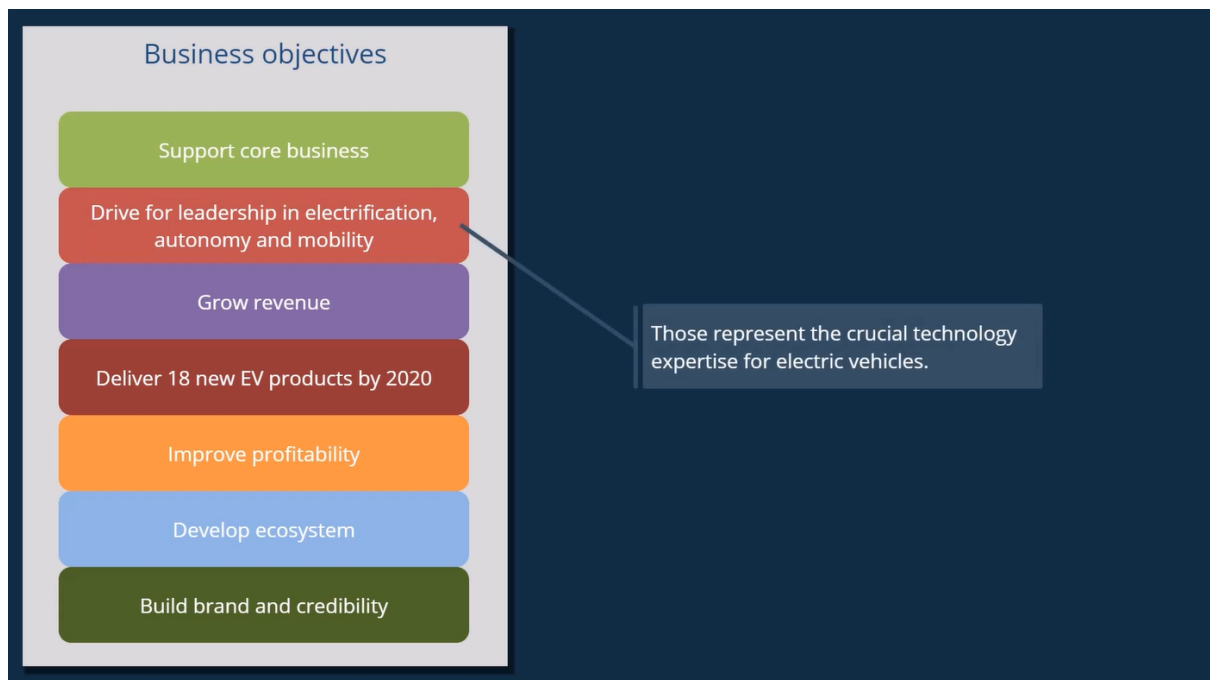 Business objectives
Support core business
Drive for leadership in electrification,
autonomy and mobility
Grow revenue
Deliver 18 new EV products by 2020
Improve profitability
Develop ecosystem
Build brand and credibility
Those represent the crucial technology
expertise for electric vehicles.